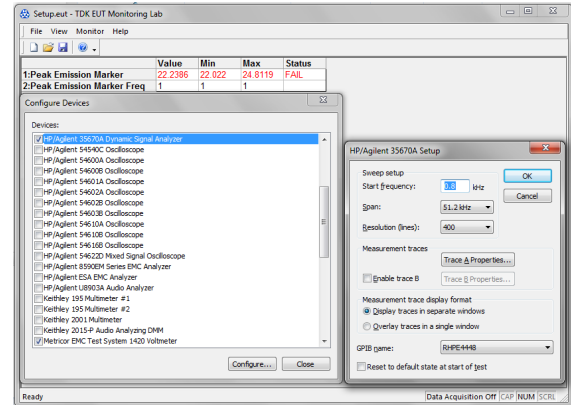 Setup.eut - TDK EUT Monitoring Lab
File View Monitor Help
Value Min Max Status
1:Peak Emission Marker 22.2386 22.022 24.8119 FAIL
2:Peak Emission Marker Freq 1 1 1
Configure Devices
Devices:
HP/Agilent 35670A Dynamic Signal Analyzer
HP/Agilent 54540C Oscilloscope
HP/Agilent 54600A Oscilloscope
HP/Agilent 54600B Oscilloscope
HP/Agilent 54601A Oscilloscope
HP/Agilent 54602A Oscilloscope
HP/Agilent 54602B Oscilloscope
HP/Agilent 54603B Oscilloscope
HP/Agilent 54610A Oscilloscope
HP/Agilent 54610B Oscilloscope
HP/Agilent 54616B Oscilloscope
HP/Agilent 54622D Mixed Signal Oscilloscope
HP/Agilent 8590EM Series EMC Analyzer
HP/Agilent ESA EMC Analyzer
HP/Agilent U8903A Audio Analyzer
Keithley 195 Multimeter #1
Keithley 195 Multimeter #2
Keithley 2001 Multimeter
Keithley 2015-P Audio Analyzing DMM
Metricor EMC Test System 1420 Voltmeter
Configure... Close
HP/Agilent 35670A Setup
Sweep setup
Start frequency: 0.8 kHz
OK
Cancel
Span: 51.2 kHz
Resolution (lines): 400
Measurement traces
Trace A Properties...
Enable trace B Trace B Properties...
Measurement trace display format
Display traces in separate windows
Overlay traces in a single window
GPIB name: RHPE4448
Reset to default state at start of test
Ready Data Acquisition Off CAP NUM SCRL